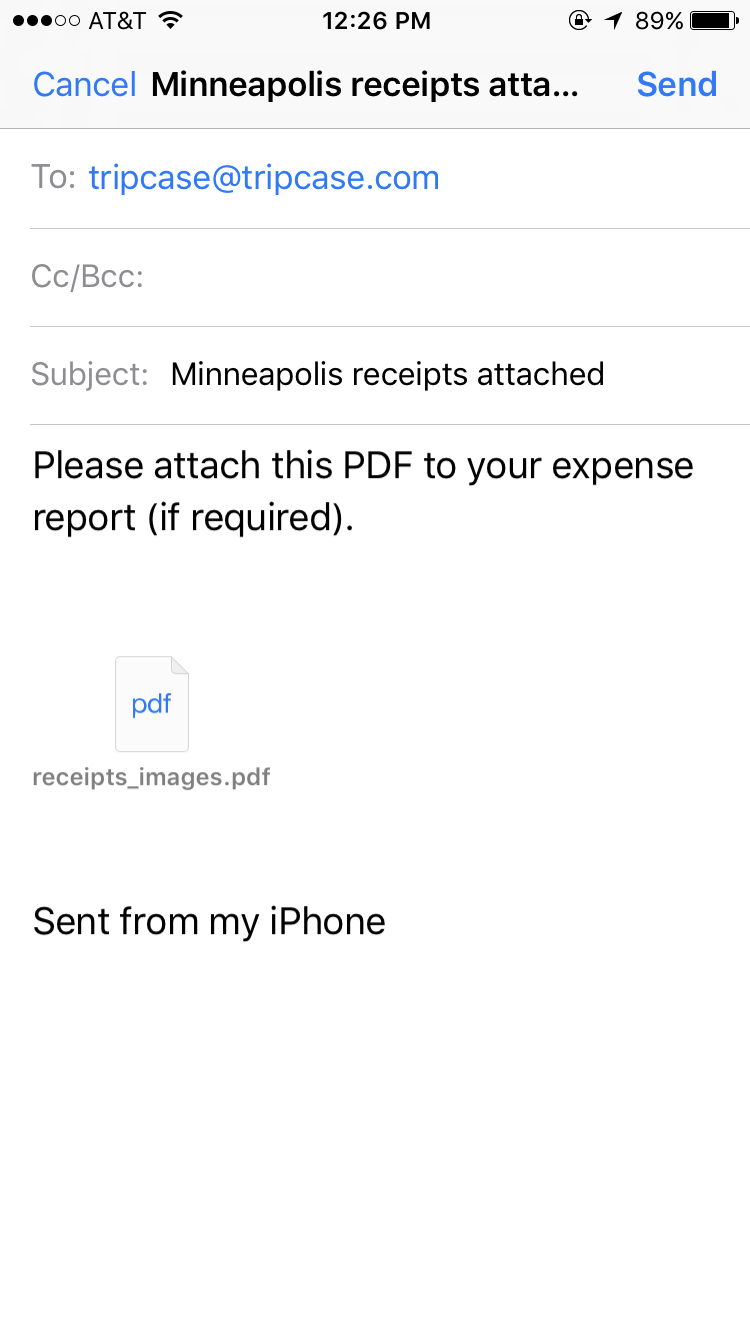 AT&T 12:26 PM 89%
Cancel Minneapolis receipts atta... Send
To: tripcase@tripcase.com
Cc/Bcc:
Subject: Minneapolis receipts attached
Please attach this PDF to your expense
report (if required).
pdf
receipts_images.pdf
Sent from my iPhone